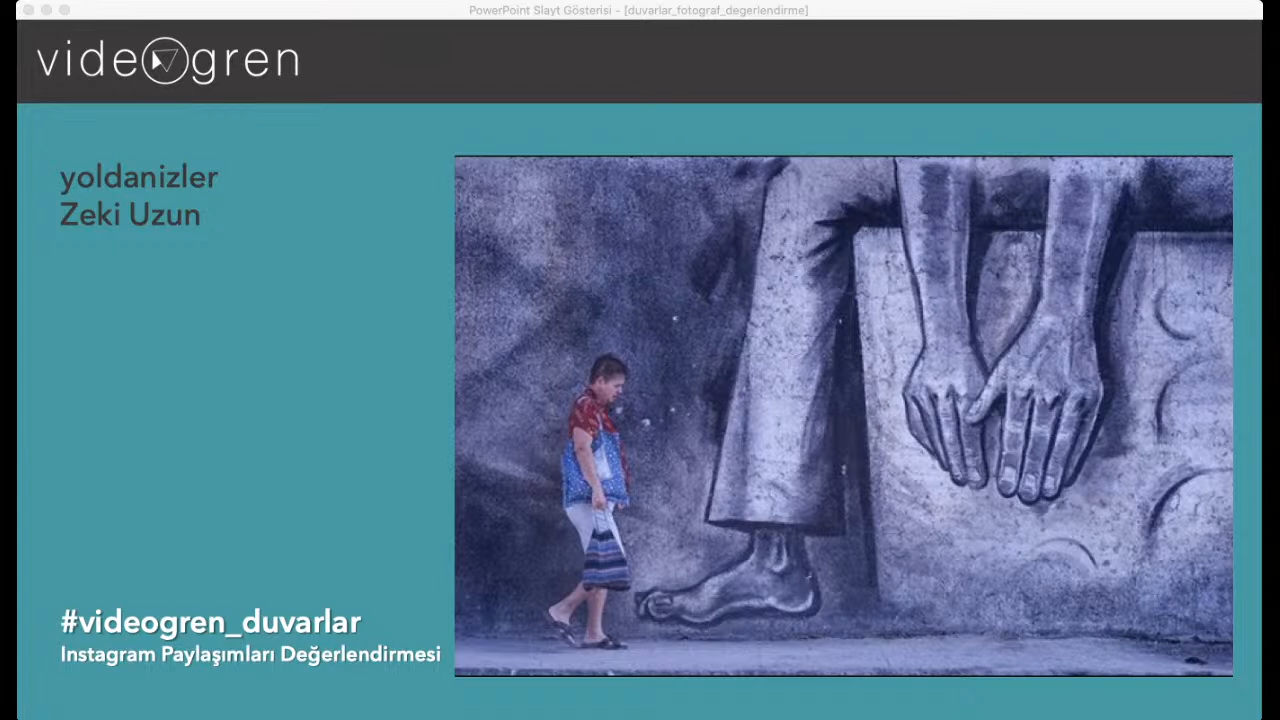 PowerPoint Slayt Gösterisi - [duvarlar_fotograf_degerlendirme]
videogren
yoldanizler
Zeki Uzun
#videogren_duvarlar
Instagram Paylaşımları Değerlendirmesi